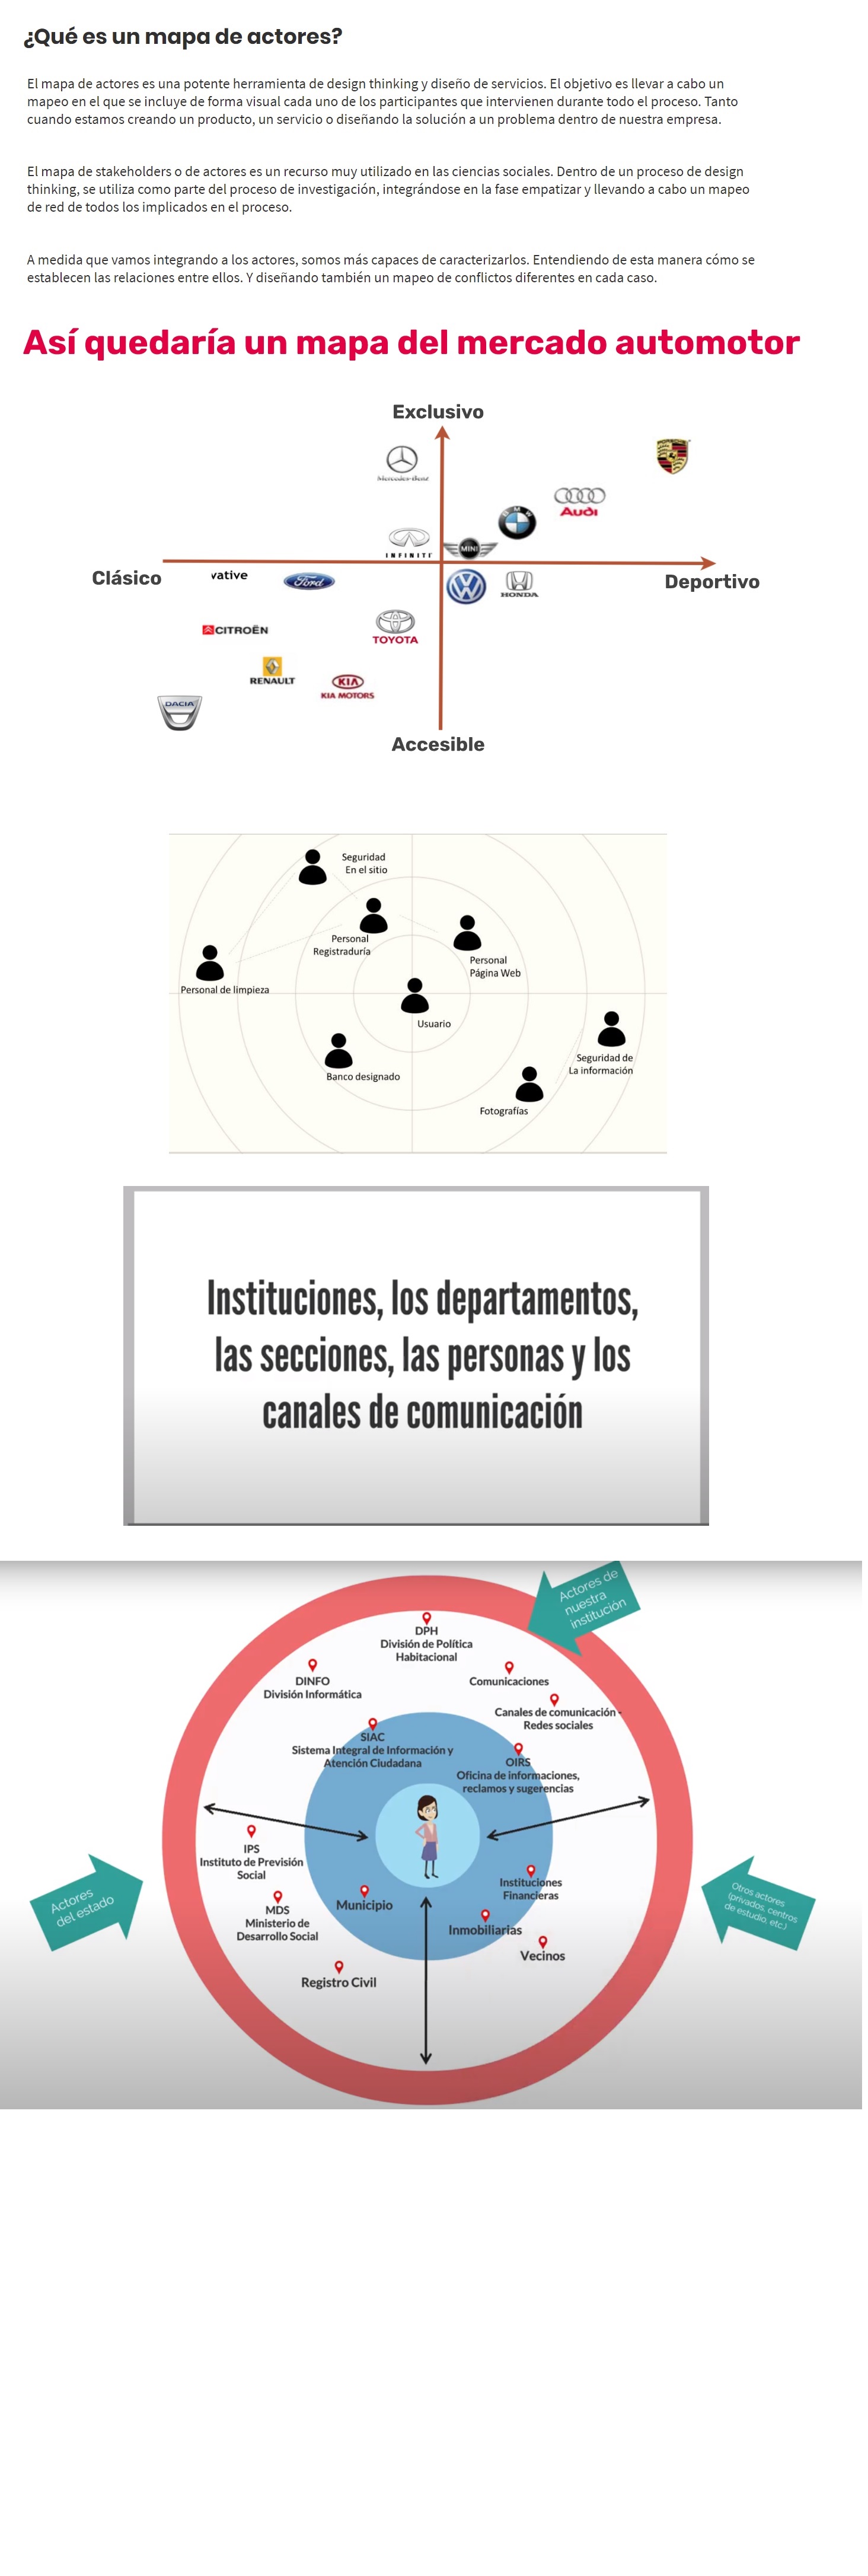 ¿Qué es un mapa de actores?
El mapa de actores es una potente herramienta de design thinking y diseño de servicios. El objetivo es llevar a cabo un
mapeo en el que se incluye de forma visual cada uno de los participantes que intervienen durante todo el proceso. Tanto
cuando estamos creando un producto, un servicio o diseñando la solución a un problema dentro de nuestra empresa.
El mapa de stakeholders o de actores es un recurso muy utilizado en las ciencias sociales. Dentro de un proceso de design
thinking, se utiliza como parte del proceso de investigación, integrándose en la fase empatizar y llevando a cabo un mapeo
de red de todos los implicados en el proceso.
A medida que vamos integrando a los actores, somos más capaces de caracterizarlos. Entendiendo de esta manera cómo se
establecen las relaciones entre ellos. Y diseñando también un mapeo de conflictos diferentes en cada caso.
Así quedaría un mapa del mercado automotor
Exclusivo
Mercedes-Benz
Audi
BMW
INFINITI
MINI
Clásico
vative
Ford
HONDA
Deportivo
CITROËN
TOYOTA
RENAULT
KIA
KIA MOTORS
DACIA
Accesible
Seguridad
En el sitio
Personal
Registraduría
Personal
Página Web
Personal de limpieza
Usuario
Seguridad de
La información
Banco designado
Fotografías
Instituciones, los departamentos,
las secciones, las personas y los
canales de comunicación
Actores de
nuestra
institución
DPH
División de Política
Habitacional
DINFO
División Informática
Comunicaciones
Canales de comunicación -
Redes sociales
SIAC
Sistema Integral de Información y
Atención Ciudadana
OIRS
Oficina de informaciones,
reclamos y sugerencias
IPS
Instituto de Previsión
Social
MDS
Ministerio de
Desarrollo Social
Municipio
Instituciones
Financieras
Inmobiliarias
Vecinos
Registro Civil
Actores
del estado
Otros actores
(privados, centros
de estudio, etc.)